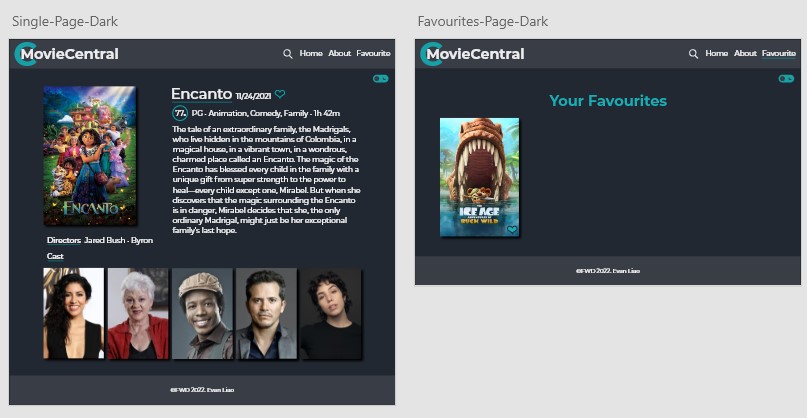 Single-Page-Dark
MovieCentral
Home About Favourite
Encanto 11/24/2021
77% PG - Animation, Comedy, Family - 1h 42m
The tale of an extraordinary family, the Madrigals,
who live hidden in the mountains of Colombia, in a
magical house, in a vibrant town, in a wondrous,
charmed place called an Encanto. The magic of the
Encanto has blessed every child in the family with a
unique gift from super strength to the power to
heal—every child except one, Mirabel. But when she
discovers that the magic surrounding the Encanto
is in danger, Mirabel decides that she, the only
ordinary Madrigal, might just be her exceptional
family's last hope.
ENCANTO
Directors Jared Bush - Byron
Cast
©FWD 2022. Evan Liao
Favourites-Page-Dark
MovieCentral
Home About Favourite
Your Favourites
ICE AGE
BUCK WILD
©FWD 2022. Evan Liao